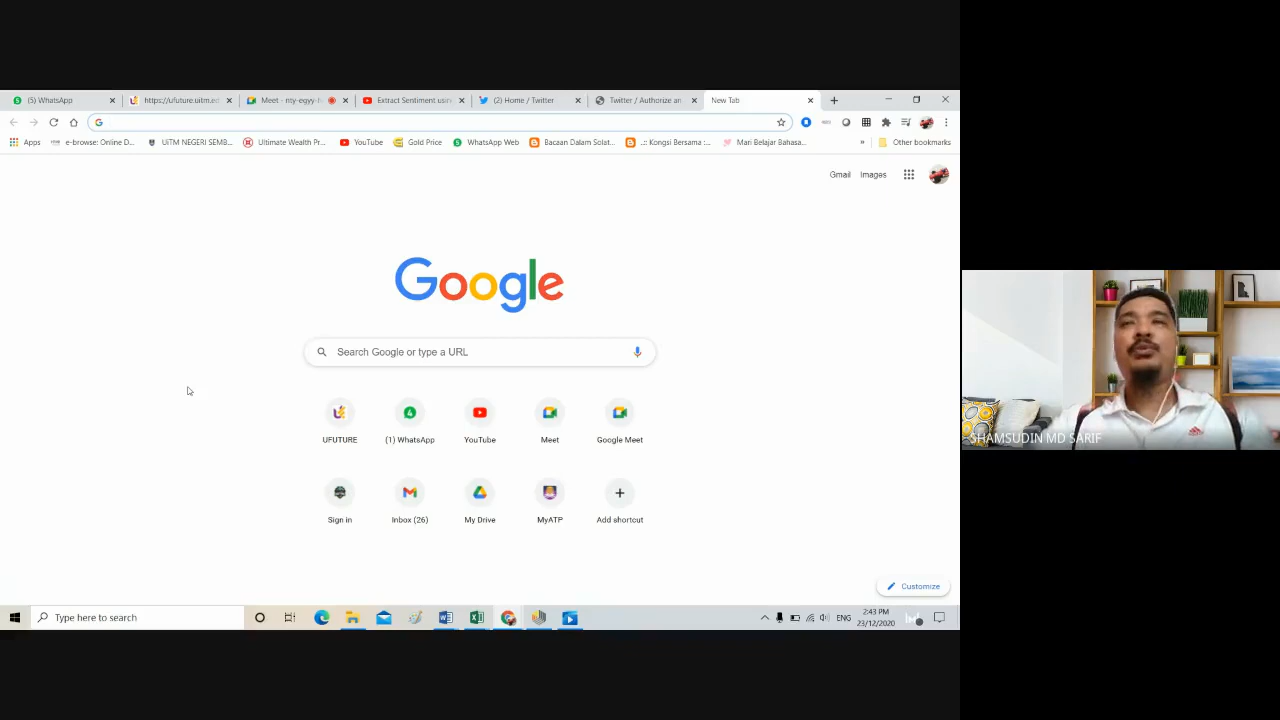 (5) WhatsApp
https://ufuture.uitm.ed
Meet - nty-egyy-h
Extract Sentiment usin
(2) Home / Twitter
Twitter / Authorize an
New Tab
Apps
e-browse: Online D...
UiTM NEGERI SEMB...
Ultimate Wealth Pr...
YouTube
Gold Price
WhatsApp Web
Bacaan Dalam Solat...
..:: Kongsi Bersama :...
Mari Belajar Bahasa...
»
Other bookmarks
Gmail
Images
Google
Search Google or type a URL
UFUTURE
(1) WhatsApp
YouTube
Meet
Google Meet
Sign in
Inbox (26)
My Drive
MyATP
Add shortcut
Customize
SHAMSUDIN MD SARIF
Type here to search
ENG
2:43 PM
23/12/2020